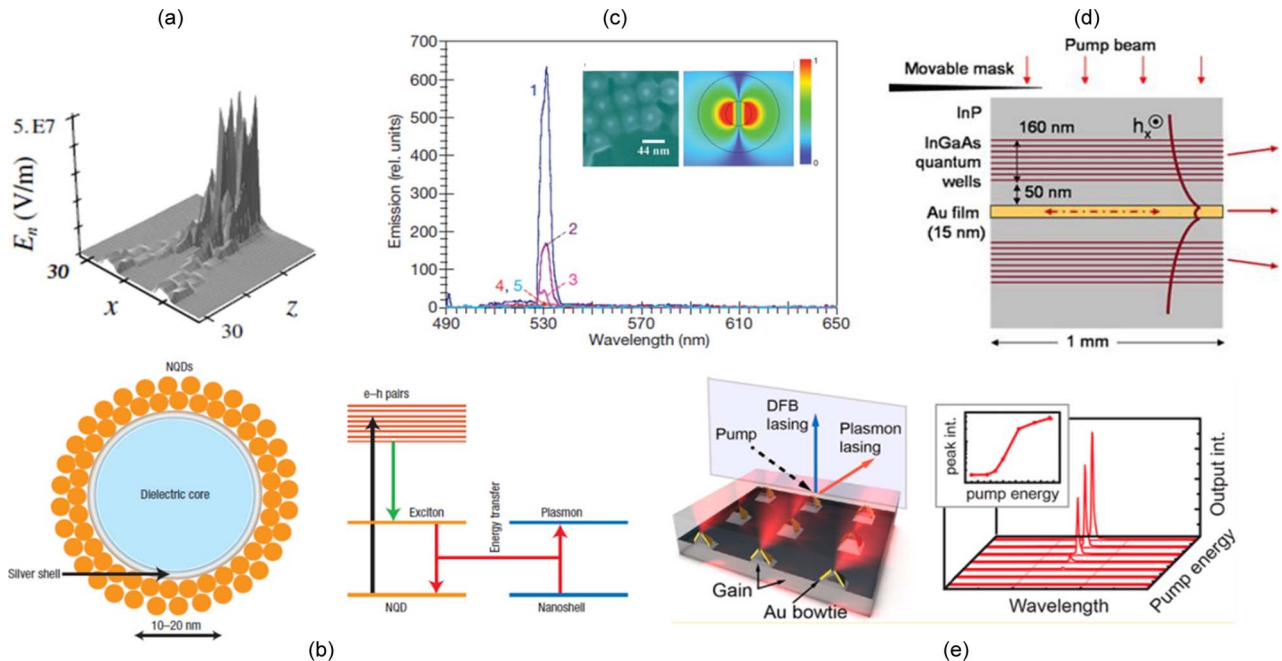 (a)
5. E7
E_n (V/m)
30
x
30
z
(c)
700
600
500
400
300
200
100
0
Emission (rel. units)
1
2
3
4, 5
44 nm
1
0
490
530
570
610
650
Wavelength (nm)
(d)
Pump beam
Movable mask
InP
160 nm
h_x
InGaAs
quantum
wells
50 nm
Au film
(15 nm)
1 mm
NQDs
Dielectric core
Silver shell
10–20 nm
e–h pairs
Exciton
Plasmon
Energy transfer
NQD
Nanoshell
(b)
DFB
lasing
Plasmon
lasing
Pump
Gain
Au bowtie
peak int.
pump energy
Output int.
Pump energy
Wavelength
(e)